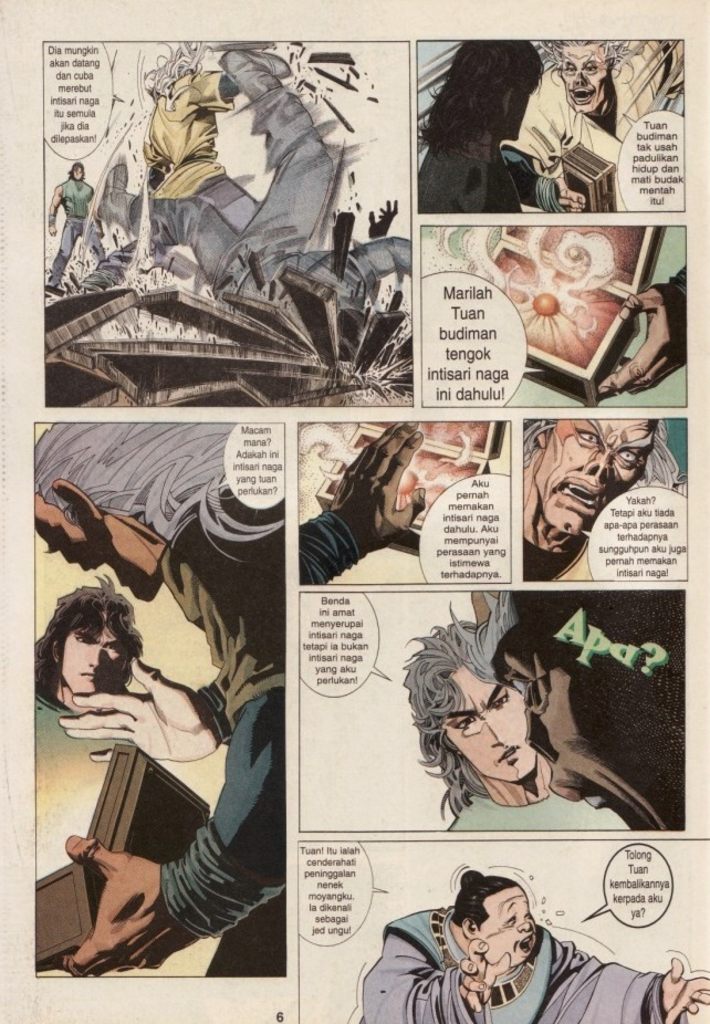 Dia mungkin
akan datang
dan cuba
merebut
intisari naga
itu semula
jika dia
dilepaskan!
Tuan
budiman
tak usah
padulikan
hidup dan
mati budak
mentah
itu!
Marilah
Tuan
budiman
tengok
intisari naga
ini dahulu!
Macam
mana?
Adakah ini
intisari naga
yang tuan
perlukan?
Aku
pernah
memakan
intisari naga
dahulu. Aku
mempunyai
perasaan yang
istimewa
terhadapnya.
Yakah?
Tetapi aku tiada
apa-apa perasaan
terhadapnya
sungguhpun aku juga
pernah memakan
intisari naga!
Benda
ini amat
menyerupai
intisari naga
tetapi ia bukan
intisari naga
yang aku
perlukan!
Apa?
Tuan! Itu ialah
cenderahati
peninggalan
nenek
moyangku.
Ia dikenali
sebagai
jed ungu!
Tolong
Tuan
kembalikannya
kerpada aku
ya?
6